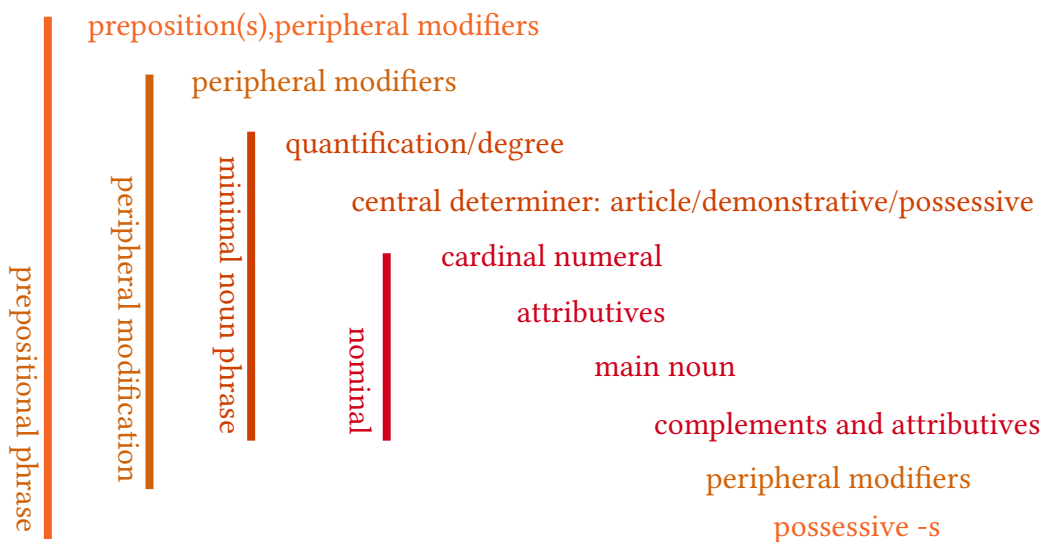 preposition(s),peripheral modifiers
peripheral modifiers
quantification/degree
central determiner: article/demonstrative/possessive
cardinal numeral
attributives
main noun
complements and attributives
peripheral modifiers
possessive -s
prepositional phrase
peripheral modification
minimal noun phrase
nominal